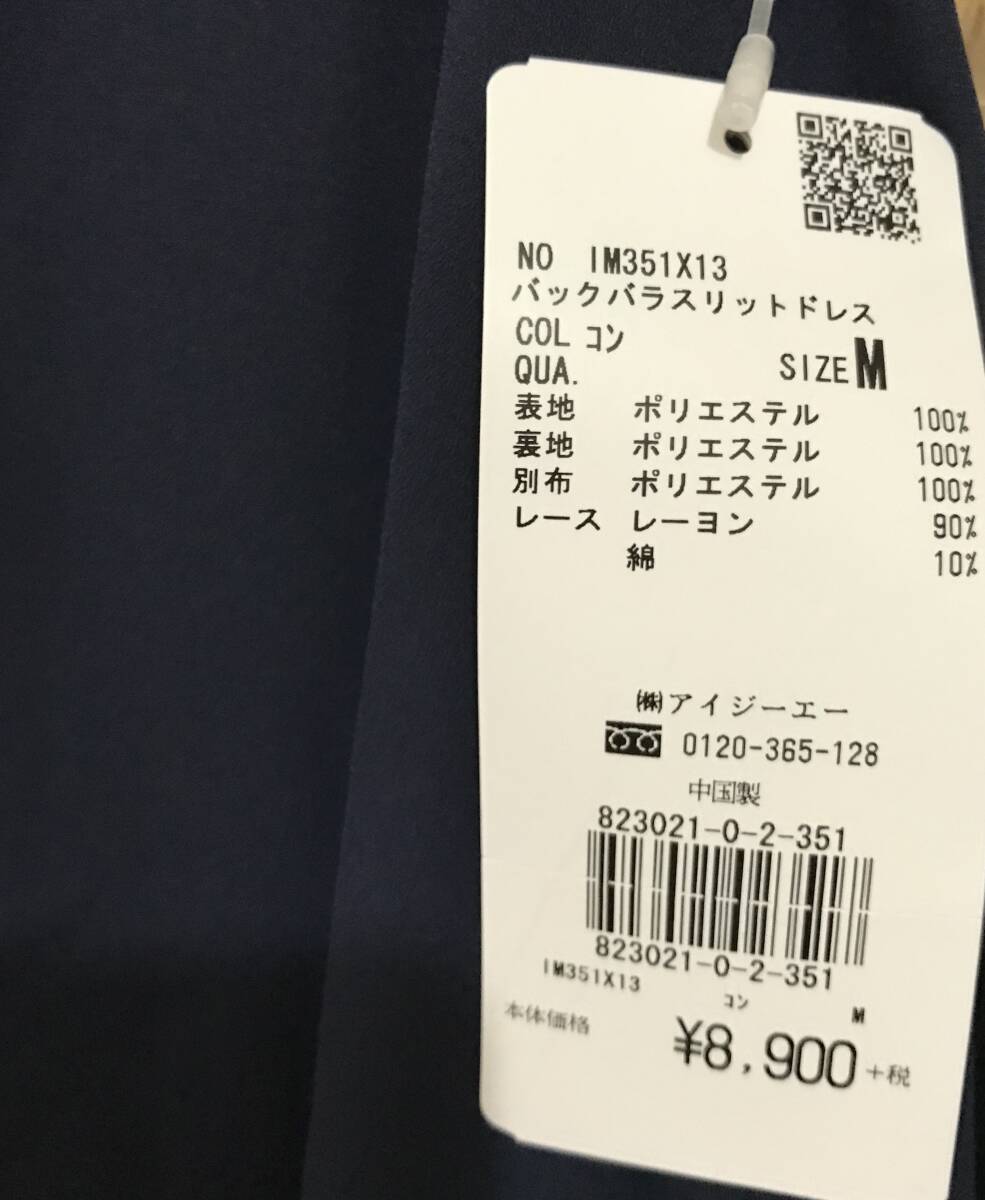 NO IM351X13
バックバラスリットドレス
COL コン
QUA. SIZE M
表地 ポリエステル 100%
裏地 ポリエステル 100%
別布 ポリエステル 100%
レース レーヨン 90%
綿 10%
㈱アイジーエー
0120-365-128
中国製
823021-0-2-351
823021-0-2-351
IM351X13 コン M
本体価格 ¥8,900+税